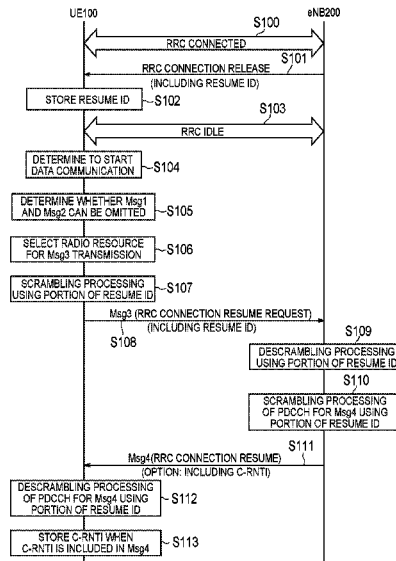 UE100
eNB200
S100
RRC CONNECTED
S101
RRC CONNECTION RELEASE
(INCLUDING RESUME ID)
STORE RESUME ID
S102
S103
RRC IDLE
DETERMINE TO START
DATA COMMUNICATION
S104
DETERMINE WHETHER Msg1
AND Msg2 CAN BE OMITTED
S105
SELECT RADIO RESOURCE
FOR Msg3 TRANSMISSION
S106
SCRAMBLING PROCESSING
USING PORTION OF RESUME ID
S107
Msg3 (RRC CONNECTION RESUME REQUEST)
(INCLUDING RESUME ID)
S108
S109
DESCRAMBLING PROCESSING
USING PORTION OF RESUME ID
S110
SCRAMBLING PROCESSING
OF PDCCH FOR Msg4 USING
PORTION OF RESUME ID
S111
Msg4(RRC CONNECTION RESUME)
(OPTION: INCLUDING C-RNTI)
DESCRAMBLING PROCESSING
OF PDCCH FOR Msg4 USING
PORTION OF RESUME ID
S112
STORE C-RNTI WHEN
C-RNTI IS INCLUDED IN Msg4
S113